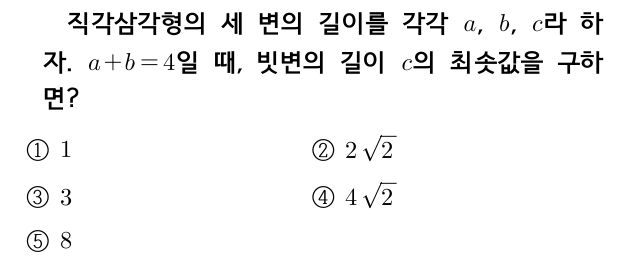 직각삼각형의 세 변의 길이를 각각 a, b, c라 하
자. a+b=4일 때, 빗변의 길이 c의 최솟값을 구하
면?
① 1 ② 2√2
③ 3 ④ 4√2
⑤ 8